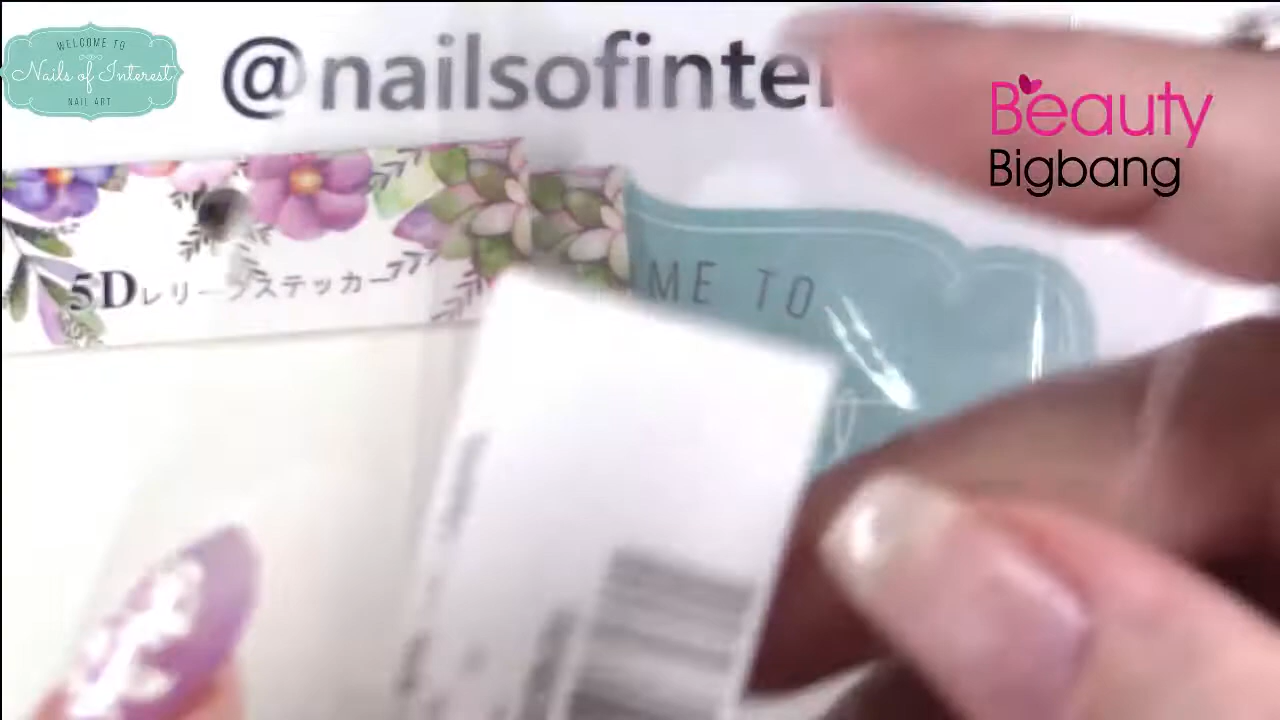 WELCOME TO
Nails of Interest
NAIL ART
@nailsofinte
Beauty
Bigbang
5Dレリーフステッカー
ME TO